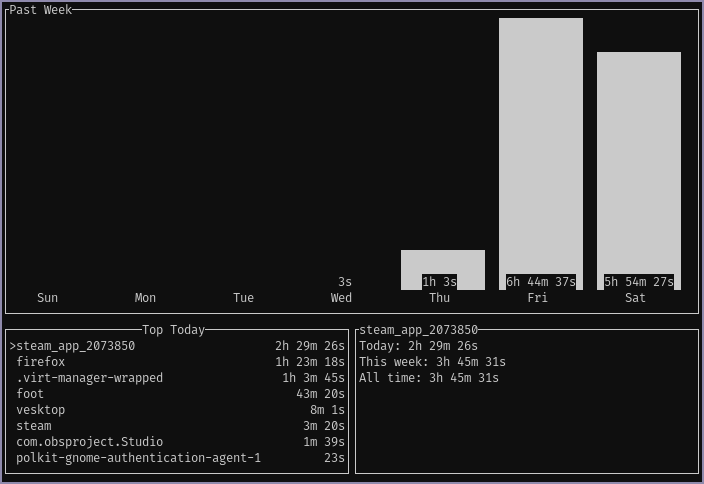 Past Week
3s 1h 3s 6h 44m 37s 5h 54m 27s
Sun Mon Tue Wed Thu Fri Sat
Top Today
>steam_app_2073850 2h 29m 26s
firefox 1h 23m 18s
.virt-manager-wrapped 1h 3m 45s
foot 43m 20s
vesktop 8m 1s
steam 3m 20s
com.obsproject.Studio 1m 39s
polkit-gnome-authentication-agent-1 23s
steam_app_2073850
Today: 2h 29m 26s
This week: 3h 45m 31s
All time: 3h 45m 31s